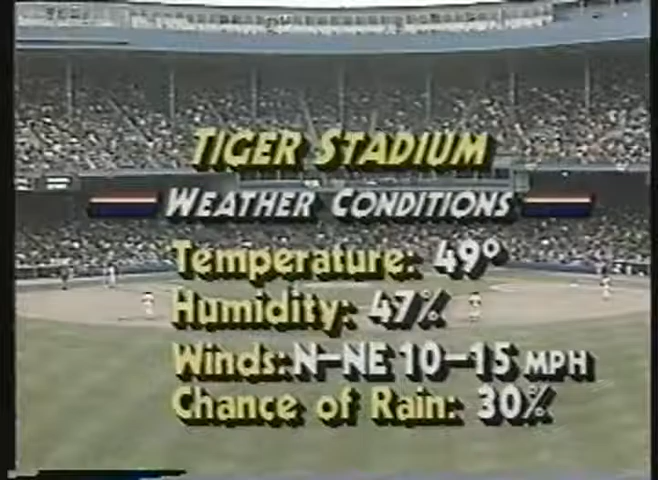 TIGER STADIUM
WEATHER CONDITIONS
Temperature: 49°
Humidity: 47%
Winds: N-NE 10-15 MPH
Chance of Rain: 30%